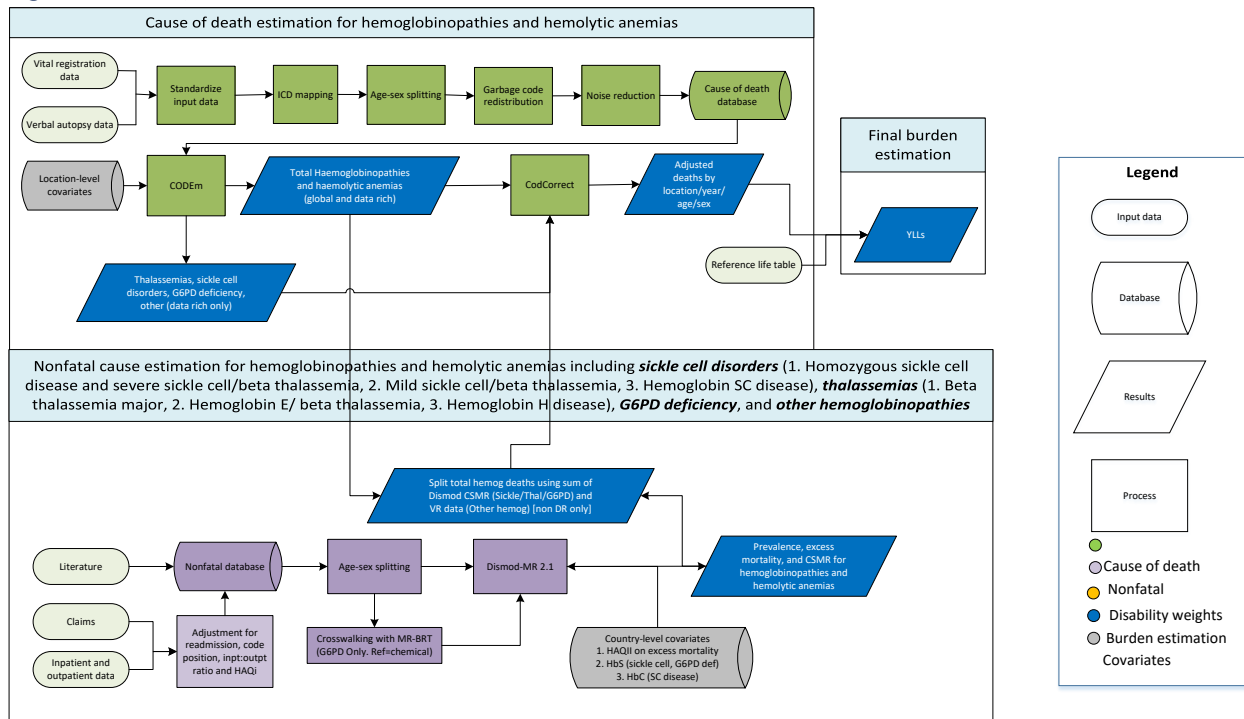 Cause of death estimation for hemoglobinopathies and hemolytic anemias
Vital registration
data
Verbal autopsy data
Standardize
input data
ICD mapping
Age-sex splitting
Garbage code
redistribution
Noise reduction
Cause of death
database
Location-level
covariates
CODEm
Total Haemoglobinopathies
and haemolytic anemias
(global and data rich)
CodCorrect
Adjusted
deaths by
location/year/
age/sex
Thalassemias, sickle cell
disorders, G6PD deficiency,
other (data rich only)
Reference life table
Final burden
estimation
YLLs
Nonfatal cause estimation for hemoglobinopathies and hemolytic anemias including sickle cell disorders (1. Homozygous sickle cell
disease and severe sickle cell/beta thalassemia, 2. Mild sickle cell/beta thalassemia, 3. Hemoglobin SC disease), thalassemias (1. Beta
thalassemia major, 2. Hemoglobin E/ beta thalassemia, 3. Hemoglobin H disease), G6PD deficiency, and other hemoglobinopathies
Split total hemog deaths using sum of
Dismod CSMR (Sickle/Thal/G6PD) and
VR data (Other hemog) [non DR only]
Literature
Nonfatal database
Age-sex splitting
Dismod-MR 2.1
Prevalence, excess
mortality, and CSMR for
hemoglobinopathies and
hemolytic anemias
Claims
Inpatient and
outpatient data
Adjustment for
readmission, code
position, inpt:outpt
ratio and HAQi
Crosswalking with MR-BRT
(G6PD Only. Ref=chemical)
Country-level covariates
1. HAQII on excess mortality
2. HbS (sickle cell, G6PD def)
3. HbC (SC disease)
Legend
Input data
Database
Results
Process
Cause of death
Nonfatal
Disability weights
Burden estimation
Covariates